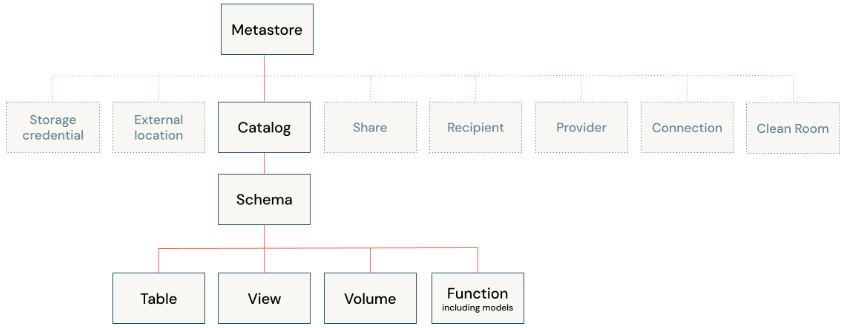 Metastore
Storage
credential
External
location
Catalog
Share
Recipient
Provider
Connection
Clean Room
Schema
Table
View
Volume
Function
including models